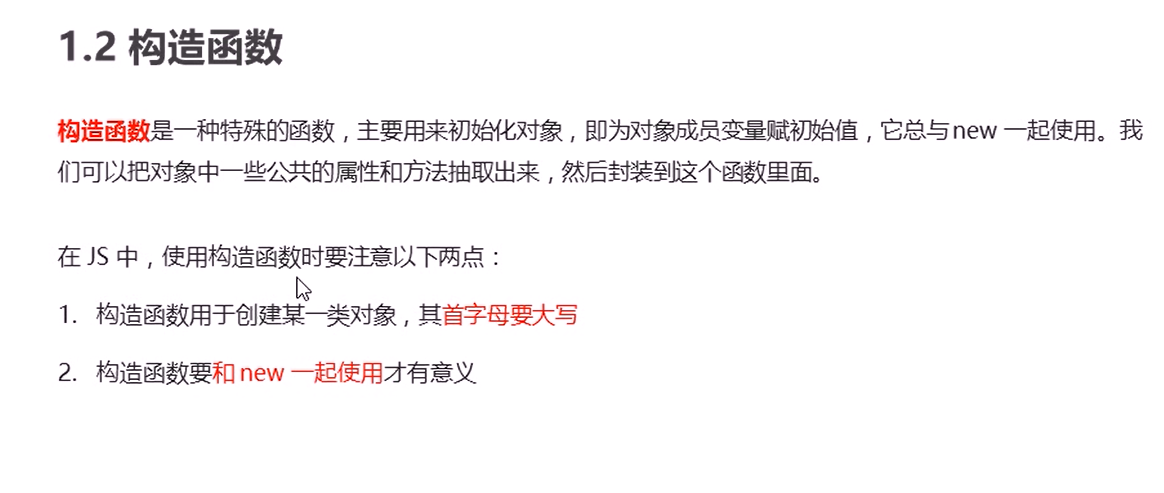 1.2 构造函数
构造函数是一种特殊的函数，主要用来初始化对象，即为对象成员变量赋初始值，它总与 new 一起使用。我
们可以把对象中一些公共的属性和方法抽取出来，然后封装到这个函数里面。
在 JS 中，使用构造函数时要注意以下两点：
1. 构造函数用于创建某一类对象，其首字母要大写
2. 构造函数要和 new 一起使用才有意义